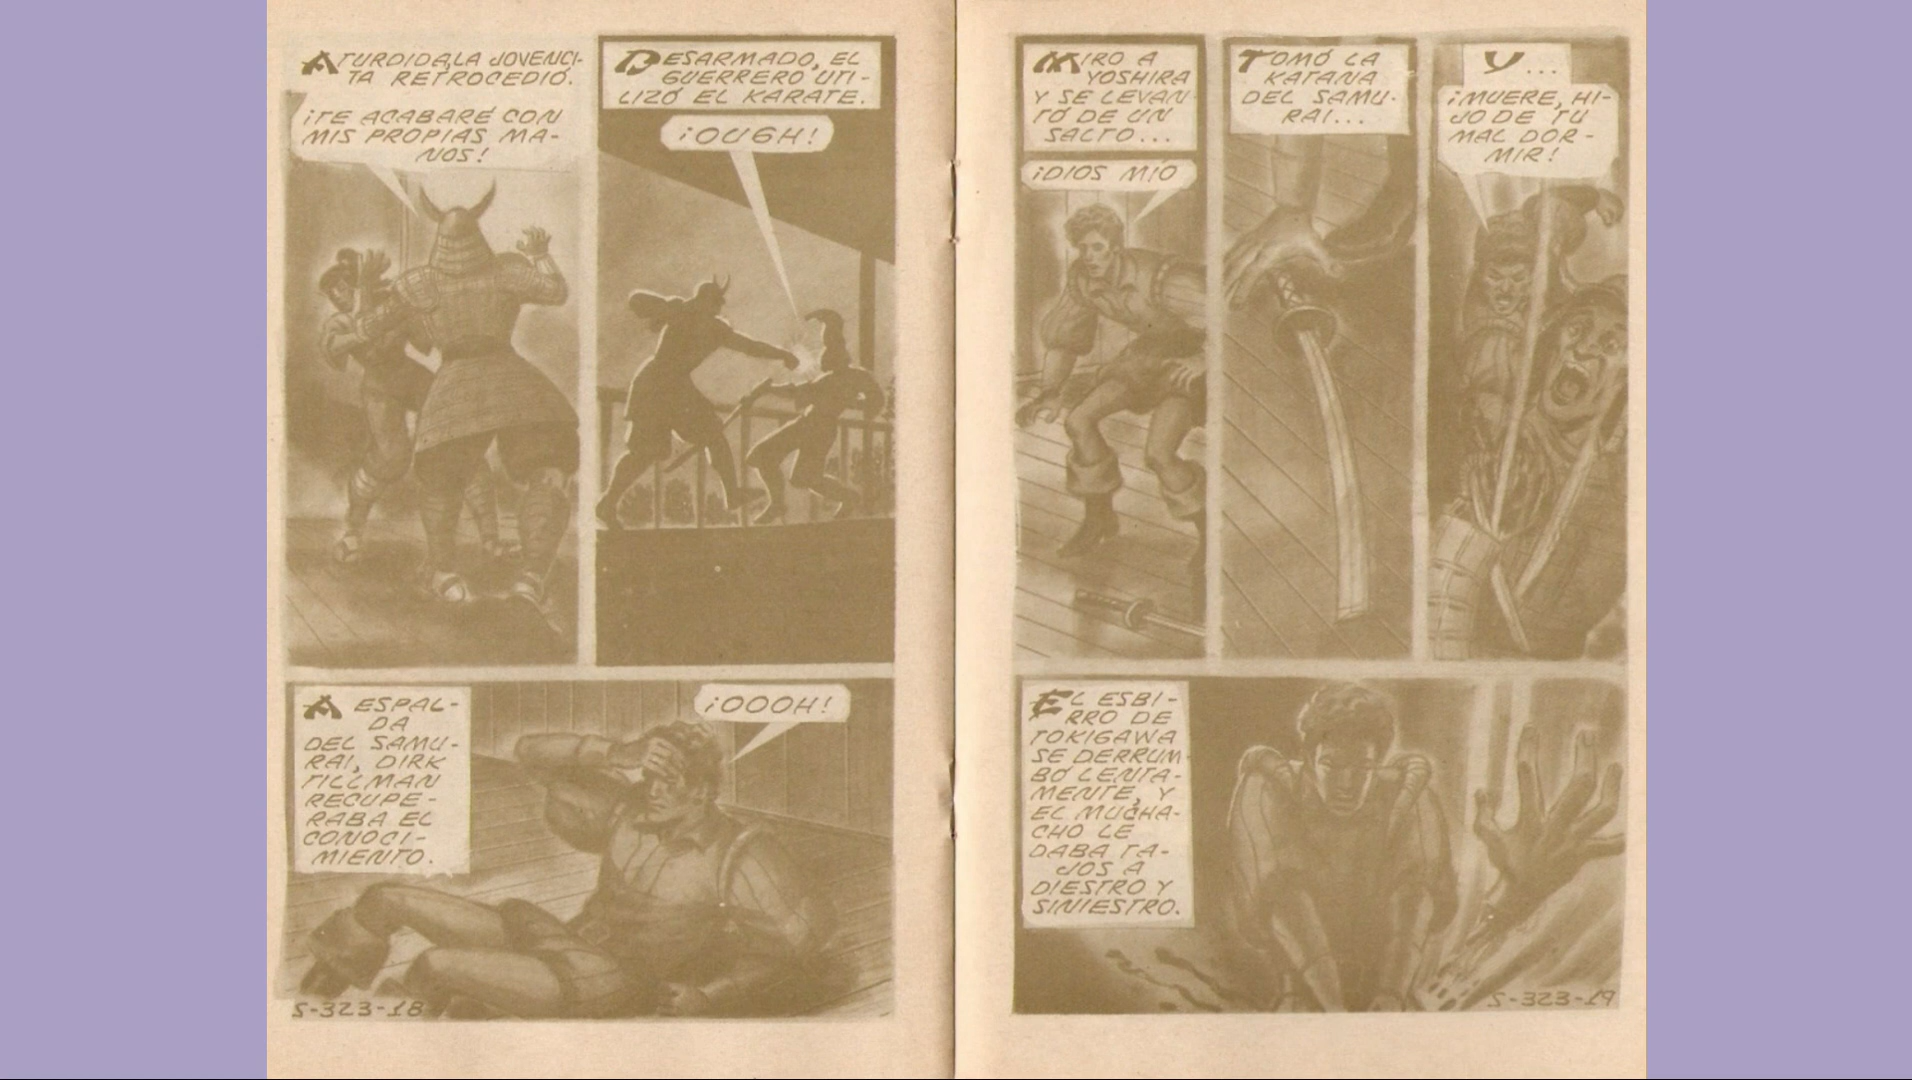 ATURDIDA,LA JOVENCI-
TA RETROCEDIÓ.
¡TE ACABARÉ CON
MIS PROPIAS MA-
NOS!
DESARMADO, EL
GUERRERO UTI-
LIZÓ EL KARATE.
¡OUGH!
A ESPAL-
DA
DEL SAMU-
RAI, DIRK
TILLMAN
RECUPE-
RABA EL
CONOCI-
MIENTO.
¡OOOH!
S-323-18
MIRO A
YOSHIRA
Y SE LEVAN-
TÓ DE UN
SALTO...
¡DIOS MÍO
TOMÓ LA
KATANA
DEL SAMU-
RAI...
Y...
¡MUERE, HI-
JO DE TU
MAL DOR-
MIR!
EL ESBI-
RRO DE
TOKIGAWA
SE DERRUM-
BÓ LENTA-
MENTE, Y
EL MUCHA-
CHO LE
DABA TA-
JOS A
DIESTRO Y
SINIESTRO.
S-323-19